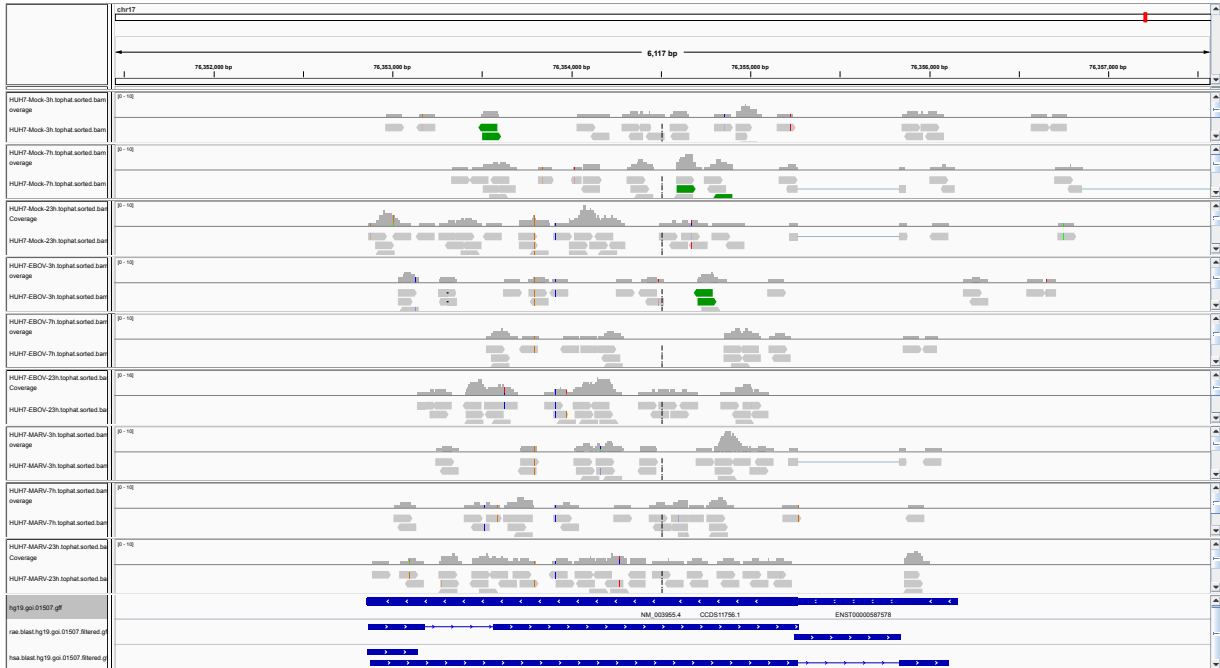 chr17
6,117 bp
76,352,000 bp 76,353,000 bp 76,354,000 bp 76,355,000 bp 76,356,000 bp 76,357,000 bp
HUH7-Mock-3h.tophat.sorted.bam
overage
[0 - 10]
HUH7-Mock-3h.tophat.sorted.bam
HUH7-Mock-7h.tophat.sorted.bam
overage
[0 - 10]
HUH7-Mock-7h.tophat.sorted.bam
HUH7-Mock-23h.tophat.sorted.ba
Coverage
[0 - 10]
HUH7-Mock-23h.tophat.sorted.ba
HUH7-EBOV-3h.tophat.sorted.bam
overage
[0 - 10]
HUH7-EBOV-3h.tophat.sorted.bam
HUH7-EBOV-7h.tophat.sorted.bam
overage
[0 - 10]
HUH7-EBOV-7h.tophat.sorted.bam
HUH7-EBOV-23h.tophat.sorted.ba
Coverage
[0 - 16]
HUH7-EBOV-23h.tophat.sorted.ba
HUH7-MARV-3h.tophat.sorted.bam
overage
[0 - 10]
HUH7-MARV-3h.tophat.sorted.bam
HUH7-MARV-7h.tophat.sorted.bam
overage
[0 - 10]
HUH7-MARV-7h.tophat.sorted.bam
HUH7-MARV-23h.tophat.sorted.ba
Coverage
[0 - 10]
HUH7-MARV-23h.tophat.sorted.ba
hg19.goi.01507.gff
NM_003955.4 CCDS11756.1 ENST00000587578
rae.blast.hg19.goi.01507.filtered.gf
hsa.blast.hg19.goi.01507.filtered.g